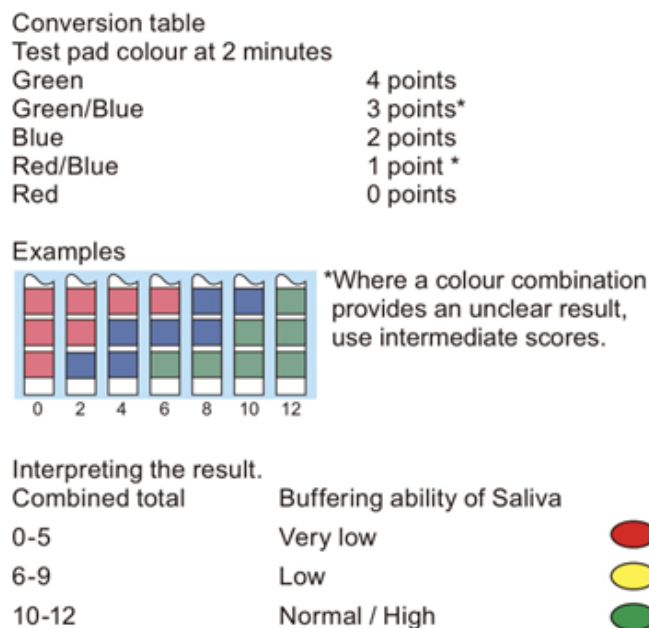 Conversion table
Test pad colour at 2 minutes
Green 4 points
Green/Blue 3 points*
Blue 2 points
Red/Blue 1 point *
Red 0 points
Examples
*Where a colour combination
provides an unclear result,
use intermediate scores.
0 2 4 6 8 10 12
Interpreting the result.
Combined total Buffering ability of Saliva
0-5 Very low
6-9 Low
10-12 Normal / High